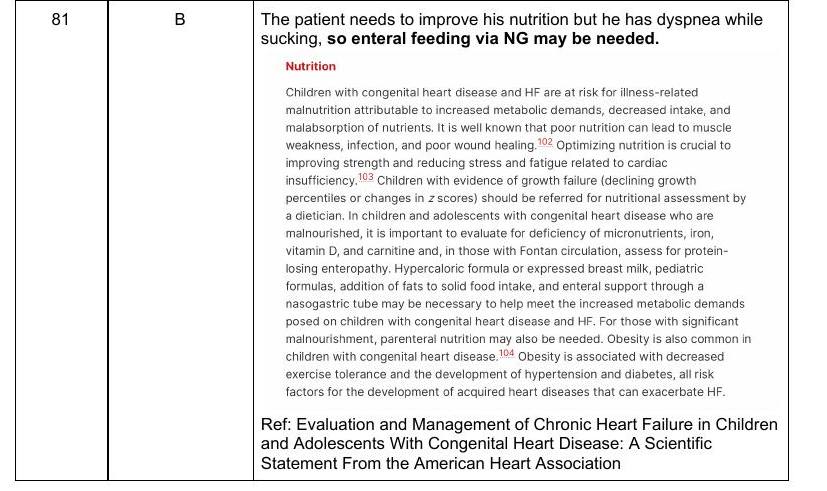 81
B
The patient needs to improve his nutrition but he has dyspnea while
sucking, so enteral feeding via NG may be needed.
Nutrition
Children with congenital heart disease and HF are at risk for illness-related
malnutrition attributable to increased metabolic demands, decreased intake, and
malabsorption of nutrients. It is well known that poor nutrition can lead to muscle
weakness, infection, and poor wound healing.102 Optimizing nutrition is crucial to
improving strength and reducing stress and fatigue related to cardiac
insufficiency.103 Children with evidence of growth failure (declining growth
percentiles or changes in z scores) should be referred for nutritional assessment by
a dietician. In children and adolescents with congenital heart disease who are
malnourished, it is important to evaluate for deficiency of micronutrients, iron,
vitamin D, and carnitine and, in those with Fontan circulation, assess for protein-
losing enteropathy. Hypercaloric formula or expressed breast milk, pediatric
formulas, addition of fats to solid food intake, and enteral support through a
nasogastric tube may be necessary to help meet the increased metabolic demands
posed on children with congenital heart disease and HF. For those with significant
malnourishment, parenteral nutrition may also be needed. Obesity is also common in
children with congenital heart disease.104 Obesity is associated with decreased
exercise tolerance and the development of hypertension and diabetes, all risk
factors for the development of acquired heart diseases that can exacerbate HF.
Ref: Evaluation and Management of Chronic Heart Failure in Children
and Adolescents With Congenital Heart Disease: A Scientific
Statement From the American Heart Association